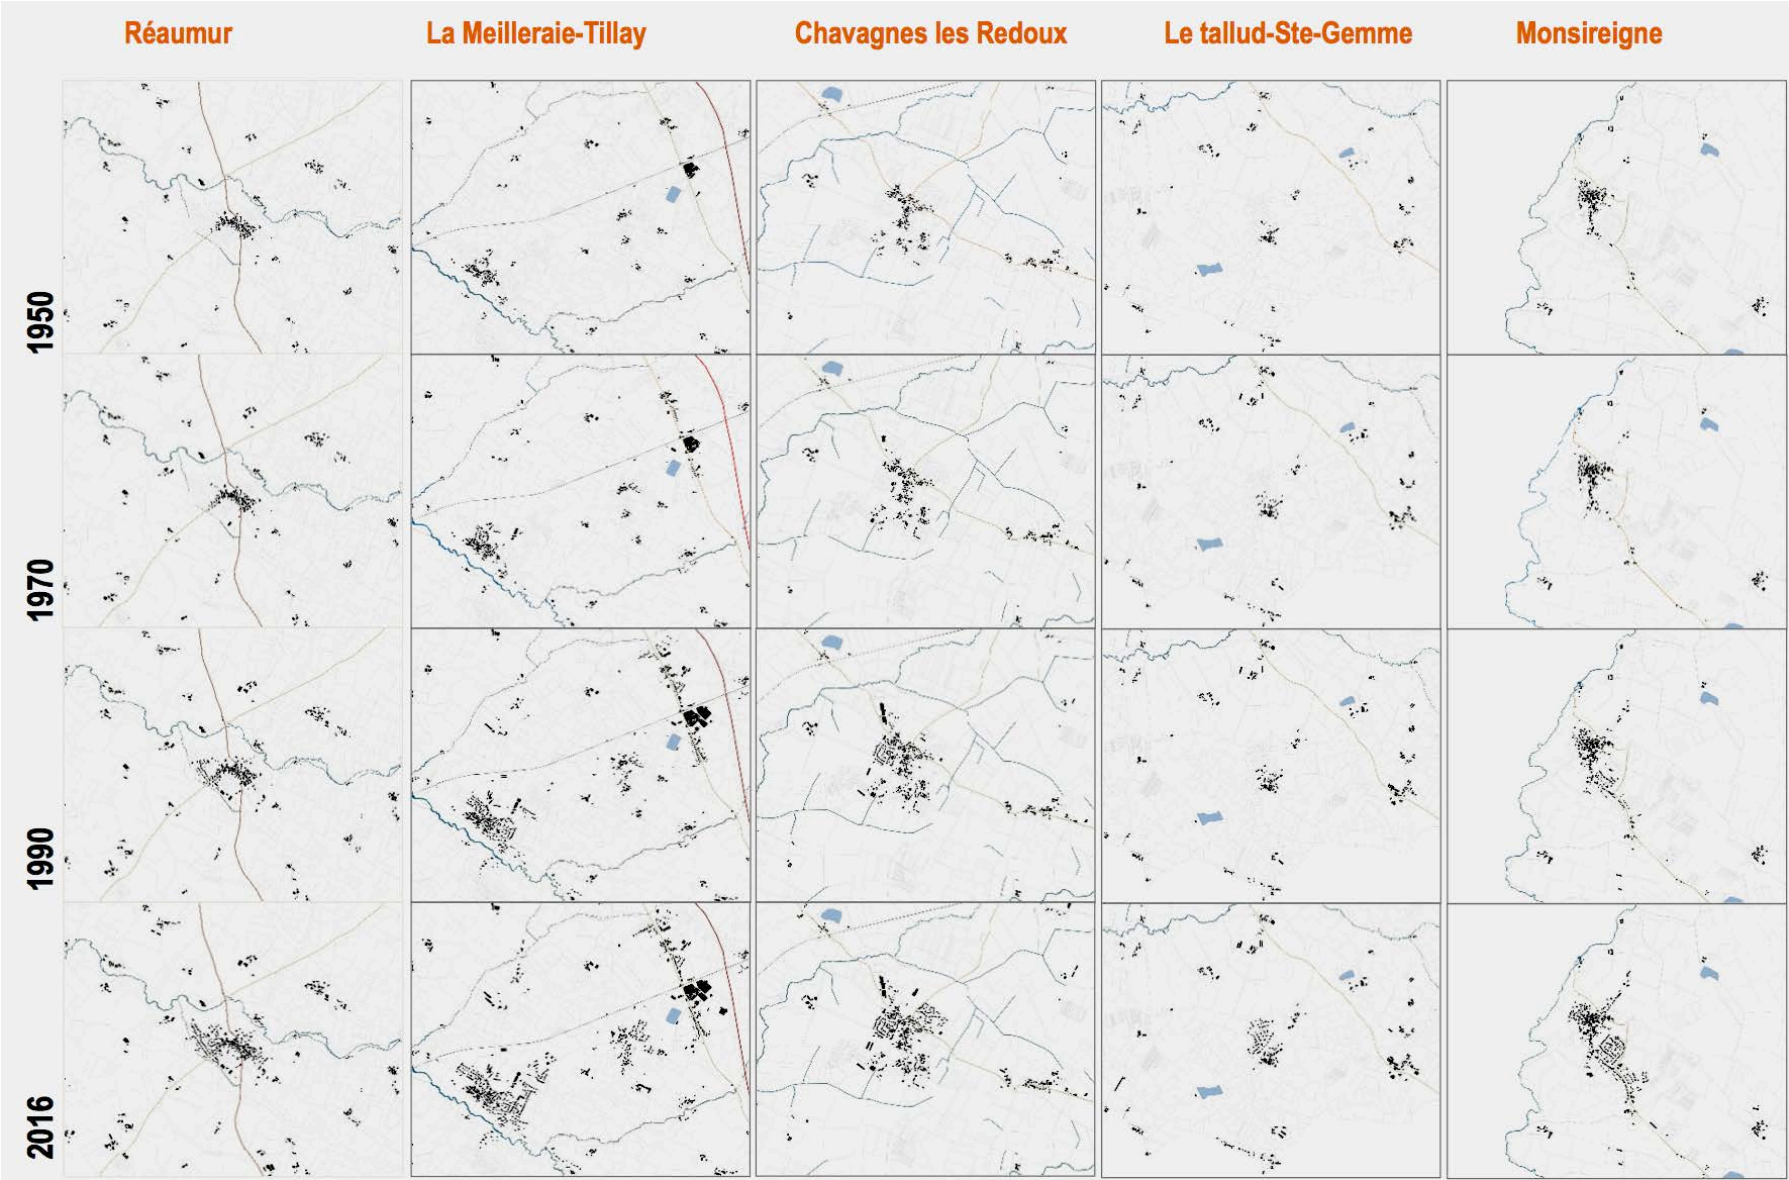 Réaumur
La Meilleraie-Tillay
Chavagnes les Redoux
Le tallud-Ste-Gemme
Monsireigne
1950
1970
1990
2016